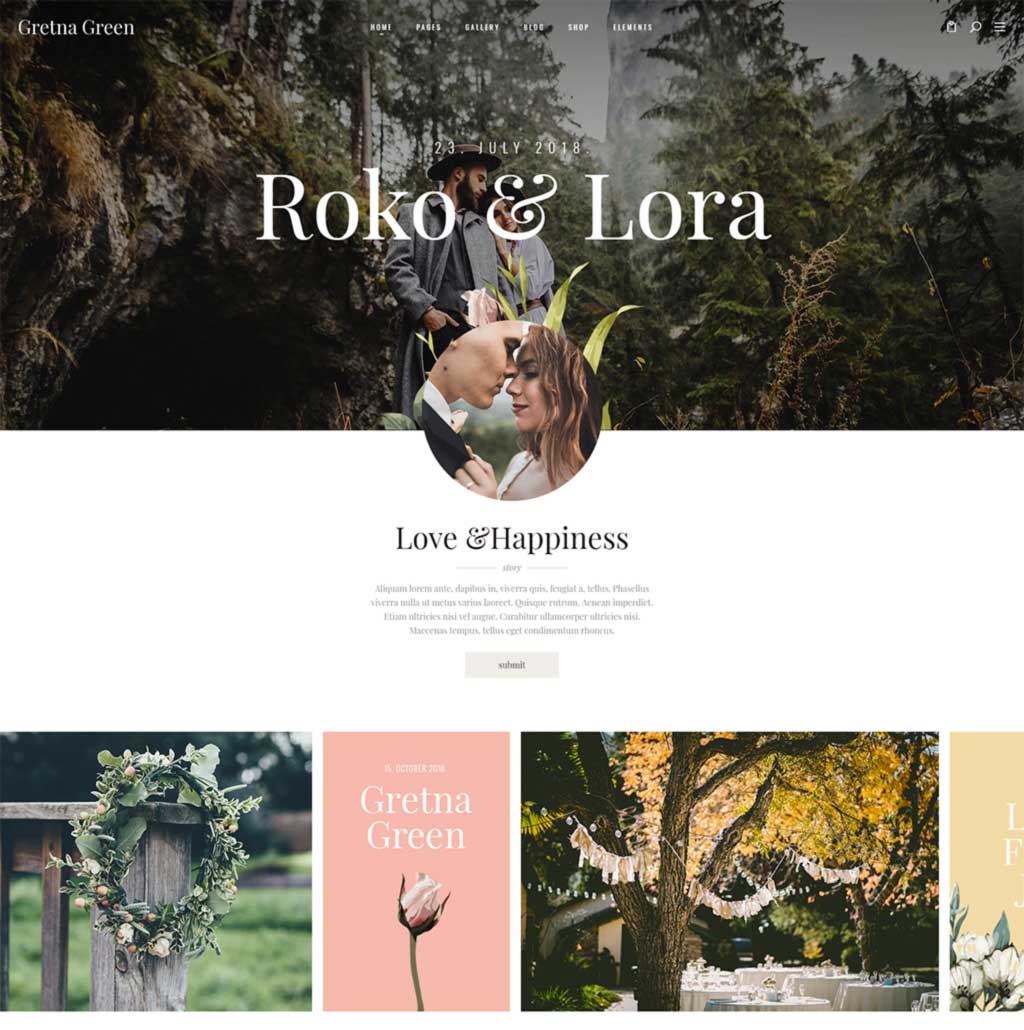 Gretna Green
HOME PAGES GALLERY BLOG SHOP ELEMENTS
23. JULY 2018.
Roko & Lora
Love &Happiness
story
Aliquam lorem ante, dapibus in, viverra quis, feugiat a, tellus. Phasellus
viverra nulla ut metus varius laoreet. Quisque rutrum. Aenean imperdiet.
Etiam ultricies nisi vel augue. Curabitur ullamcorper ultricies nisi.
Maecenas tempus, tellus eget condimentum rhoncus.
submit
15. OCTOBER 2016
Gretna
Green
L
F